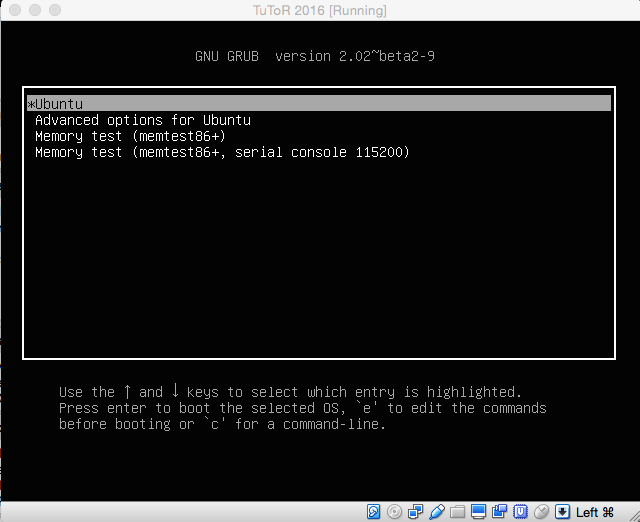 TuToR 2016 [Running]
GNU GRUB  version 2.02~beta2-9
*Ubuntu
Advanced options for Ubuntu
Memory test (memtest86+)
Memory test (memtest86+, serial console 115200)
Use the ↑ and ↓ keys to select which entry is highlighted.
Press enter to boot the selected OS, `e' to edit the commands
before booting or `c' for a command-line.
Left ⌘